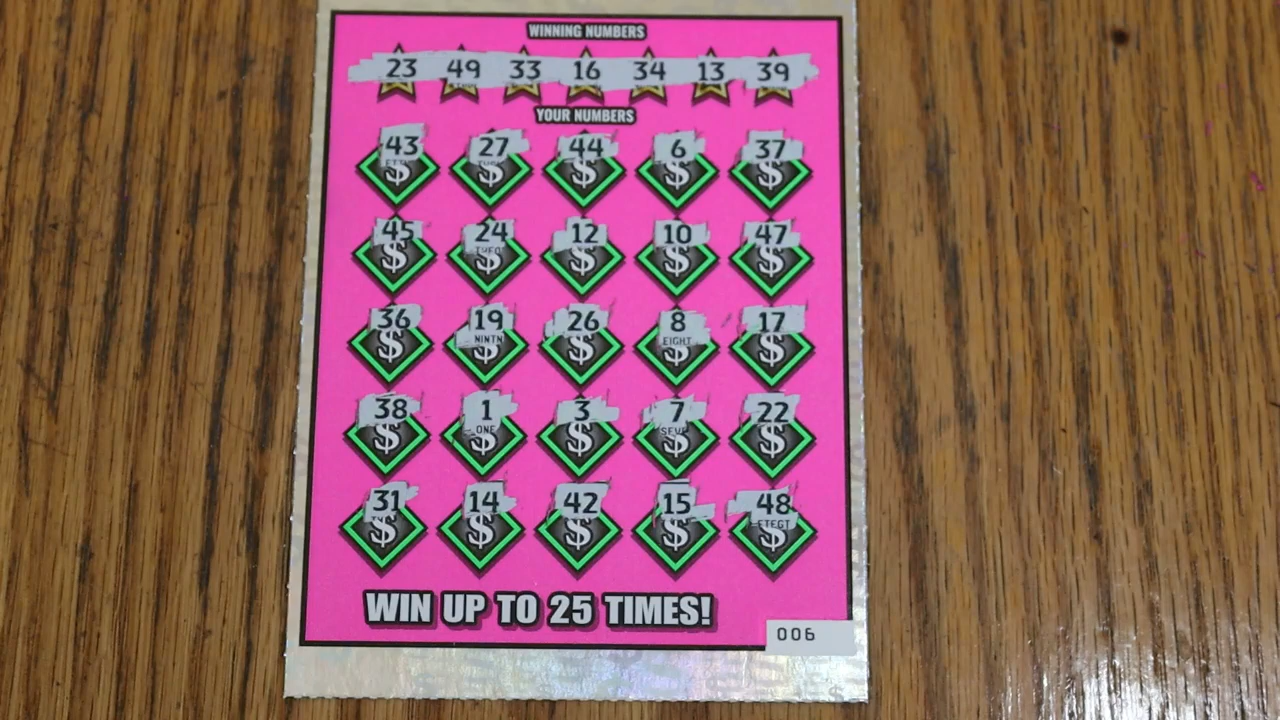 WINNING NUMBERS
23 49 33 16 34 13 39
YOUR NUMBERS
43 27 44 6 37
$ $ $ $ $
45 24 12 10 47
$ $ $ $ $
36 19 26 8 17
NINTN EIGHT
$ $ $ $ $
38 1 3 7 22
ONE
$ $ $ $ $
31 14 42 15 48
FTEGT
$ $ $ $ $
WIN UP TO 25 TIMES!
006